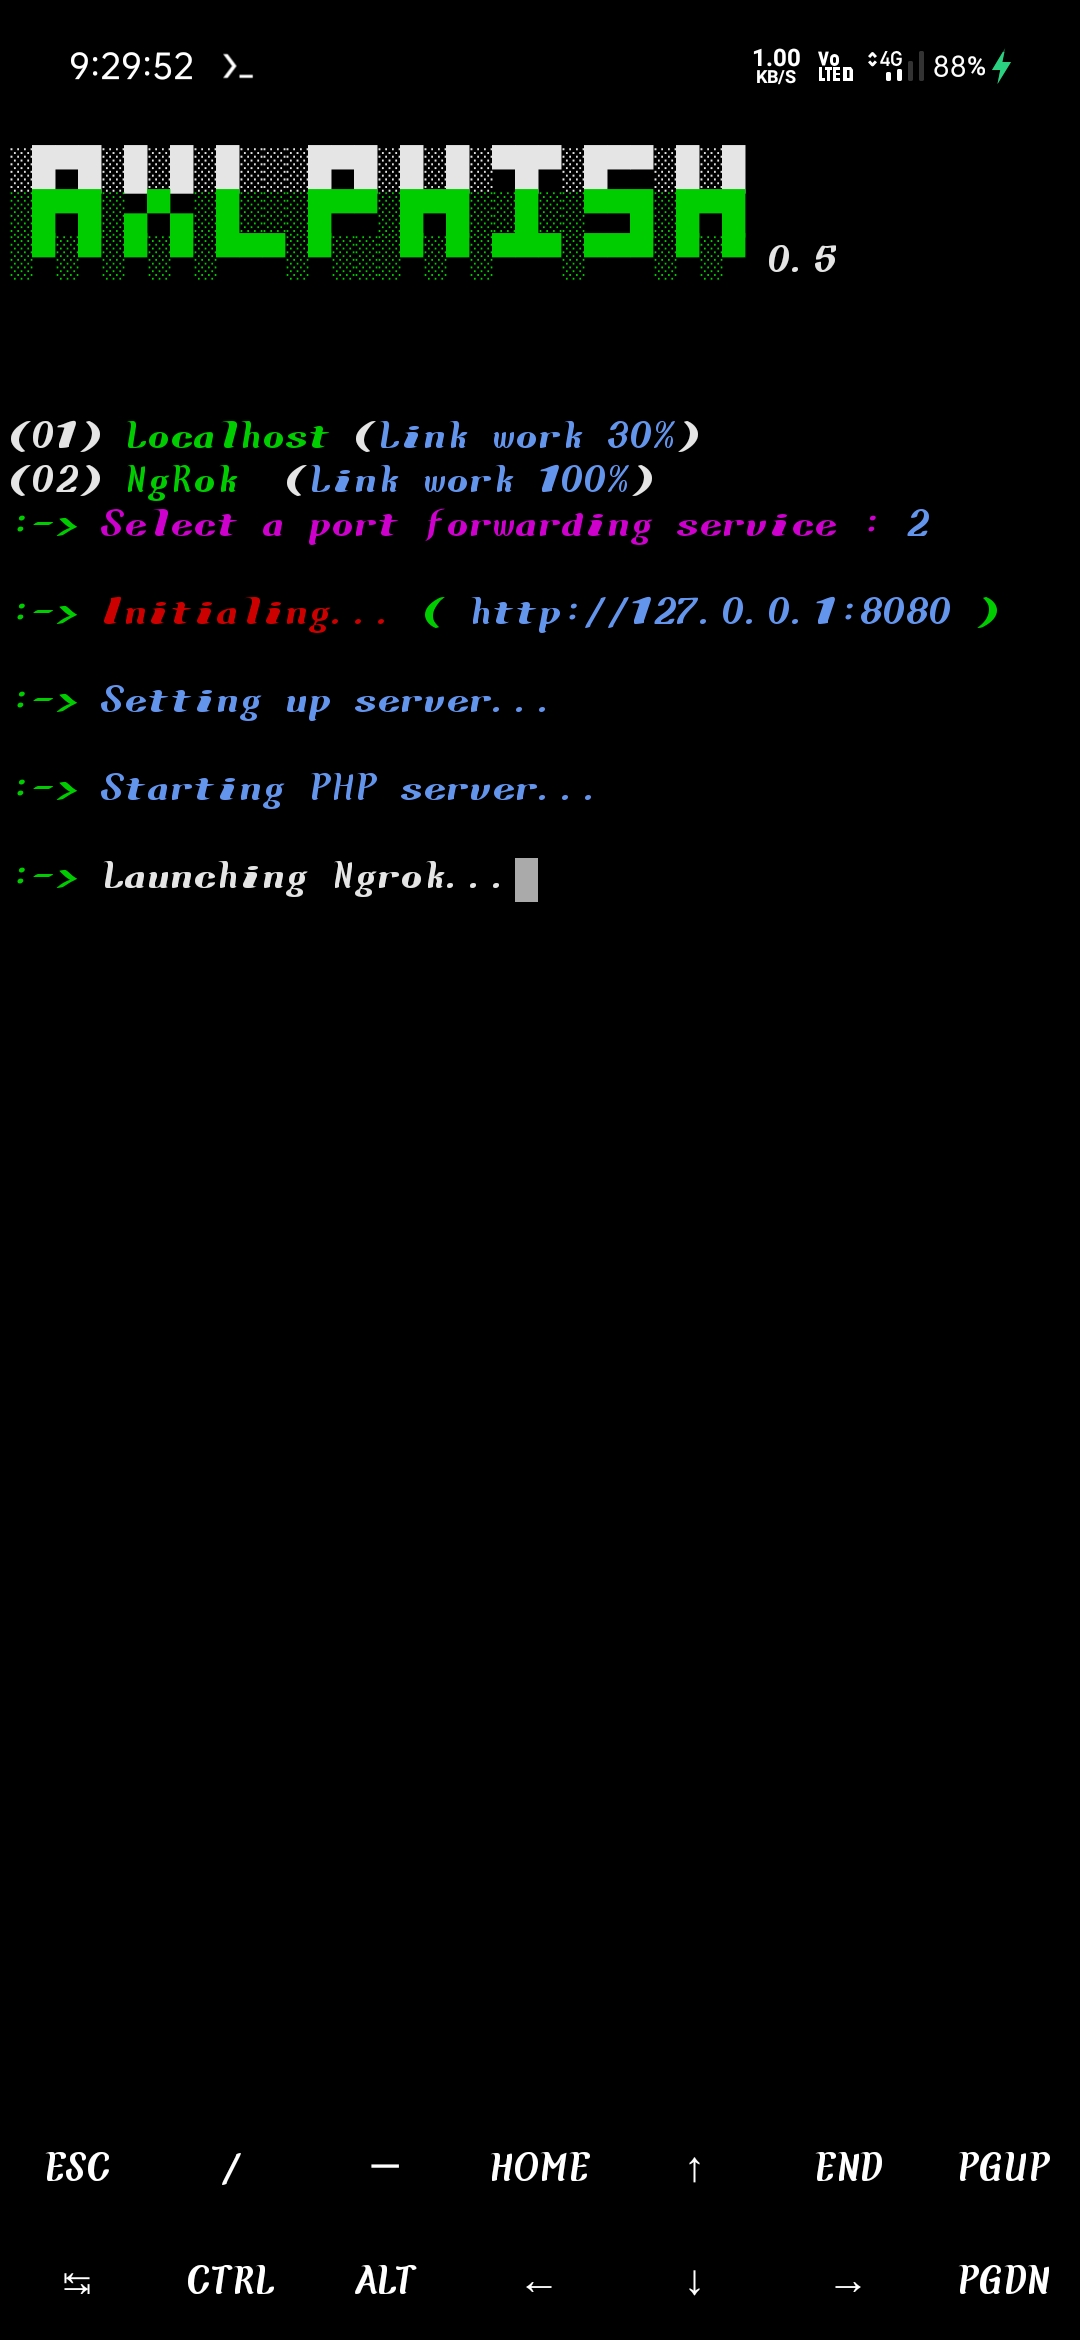 9:29:52 1.00 KB/S Vo LTE D 4G 88%
AXLPHISH 0.5
(01) Localhost (Link work 30%)
(02) NgRok (Link work 100%)
:-> Select a port forwarding service : 2
:-> Initialing... ( http://127.0.0.1:8080 )
:-> Setting up server...
:-> Starting PHP server...
:-> Launching Ngrok...
ESC / — HOME ↑ END PGUP
↹ CTRL ALT ← ↓ → PGDN